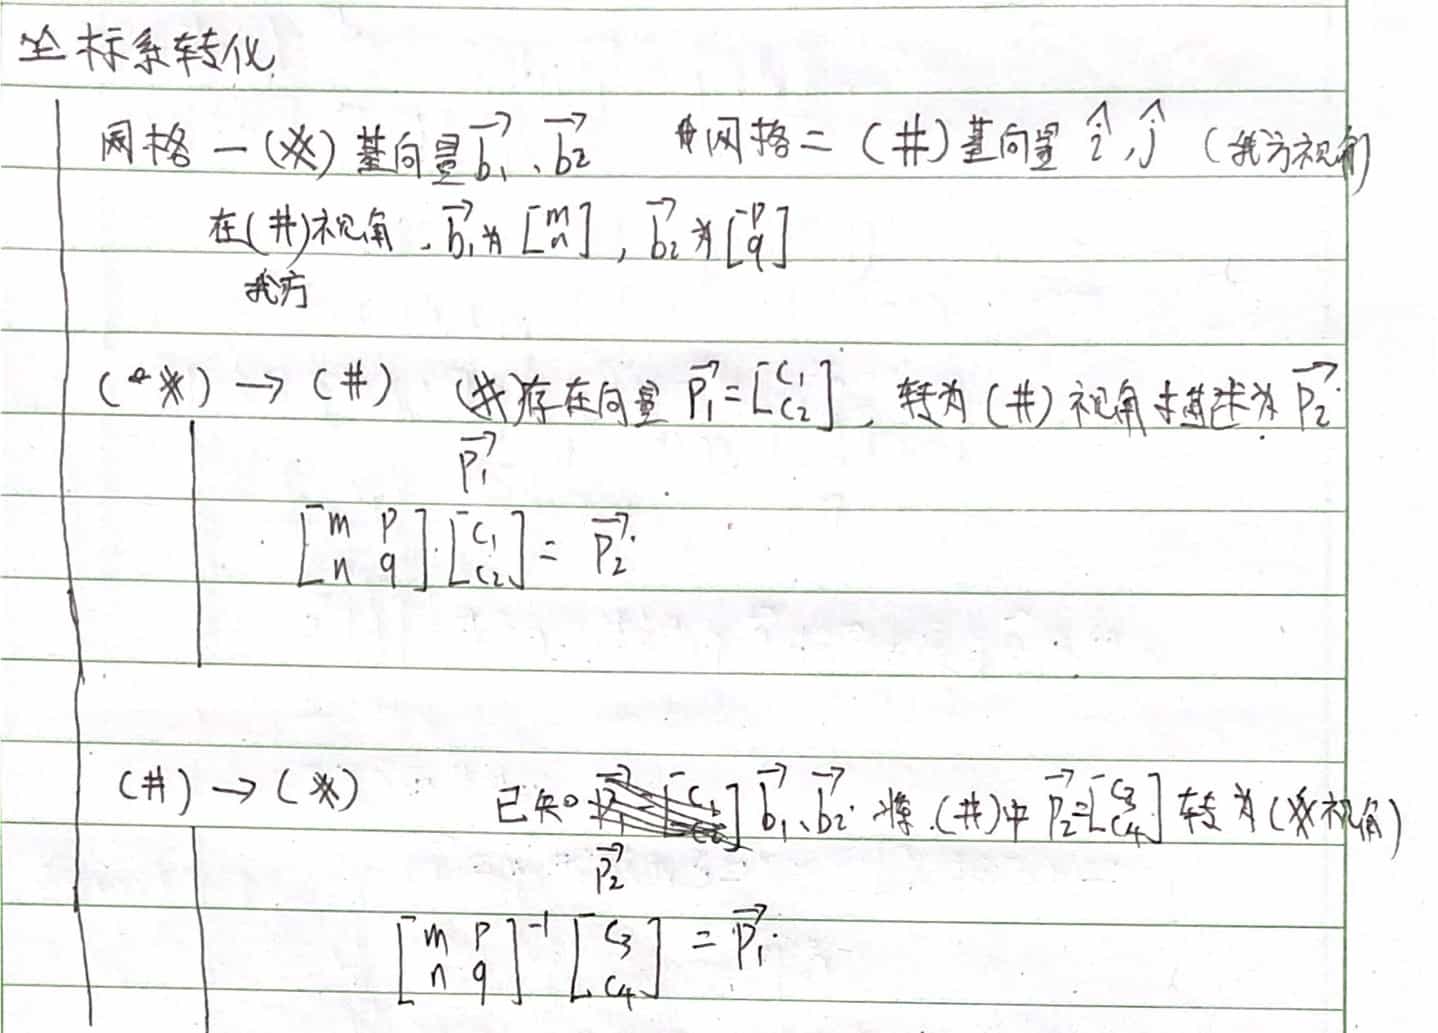 坐标系转化
网格一(※)基向量 $\vec{b_1}$、$\vec{b_2}$ 网格二 (#)基向量 $\hat{i}$, $\hat{j}$ (我方视角)
在(#)视角, $\vec{b_1}$为 $\begin{bmatrix} m \\ n \end{bmatrix}$, $\vec{b_2}$为 $\begin{bmatrix} p \\ q \end{bmatrix}$
我方
(※) → (#) (※)存在向量 $\vec{P_1} = \begin{bmatrix} c_1 \\ c_2 \end{bmatrix}$, 转为(#)视角描述为 $\vec{P_2}$.
$\vec{P_1}$
$\begin{bmatrix} m & p \\ n & q \end{bmatrix} \cdot \begin{bmatrix} c_1 \\ c_2 \end{bmatrix} = \vec{P_2}$.
(#) → (※) 已知 $\vec{b_1}$、$\vec{b_2}$. 将(#)中 $\vec{P_2} = \begin{bmatrix} c_3 \\ c_4 \end{bmatrix}$ 转为(※视角)
$\vec{P_2}$
$\begin{bmatrix} m & p \\ n & q \end{bmatrix}^{-1} \begin{bmatrix} c_3 \\ c_4 \end{bmatrix} = \vec{P_1}$.